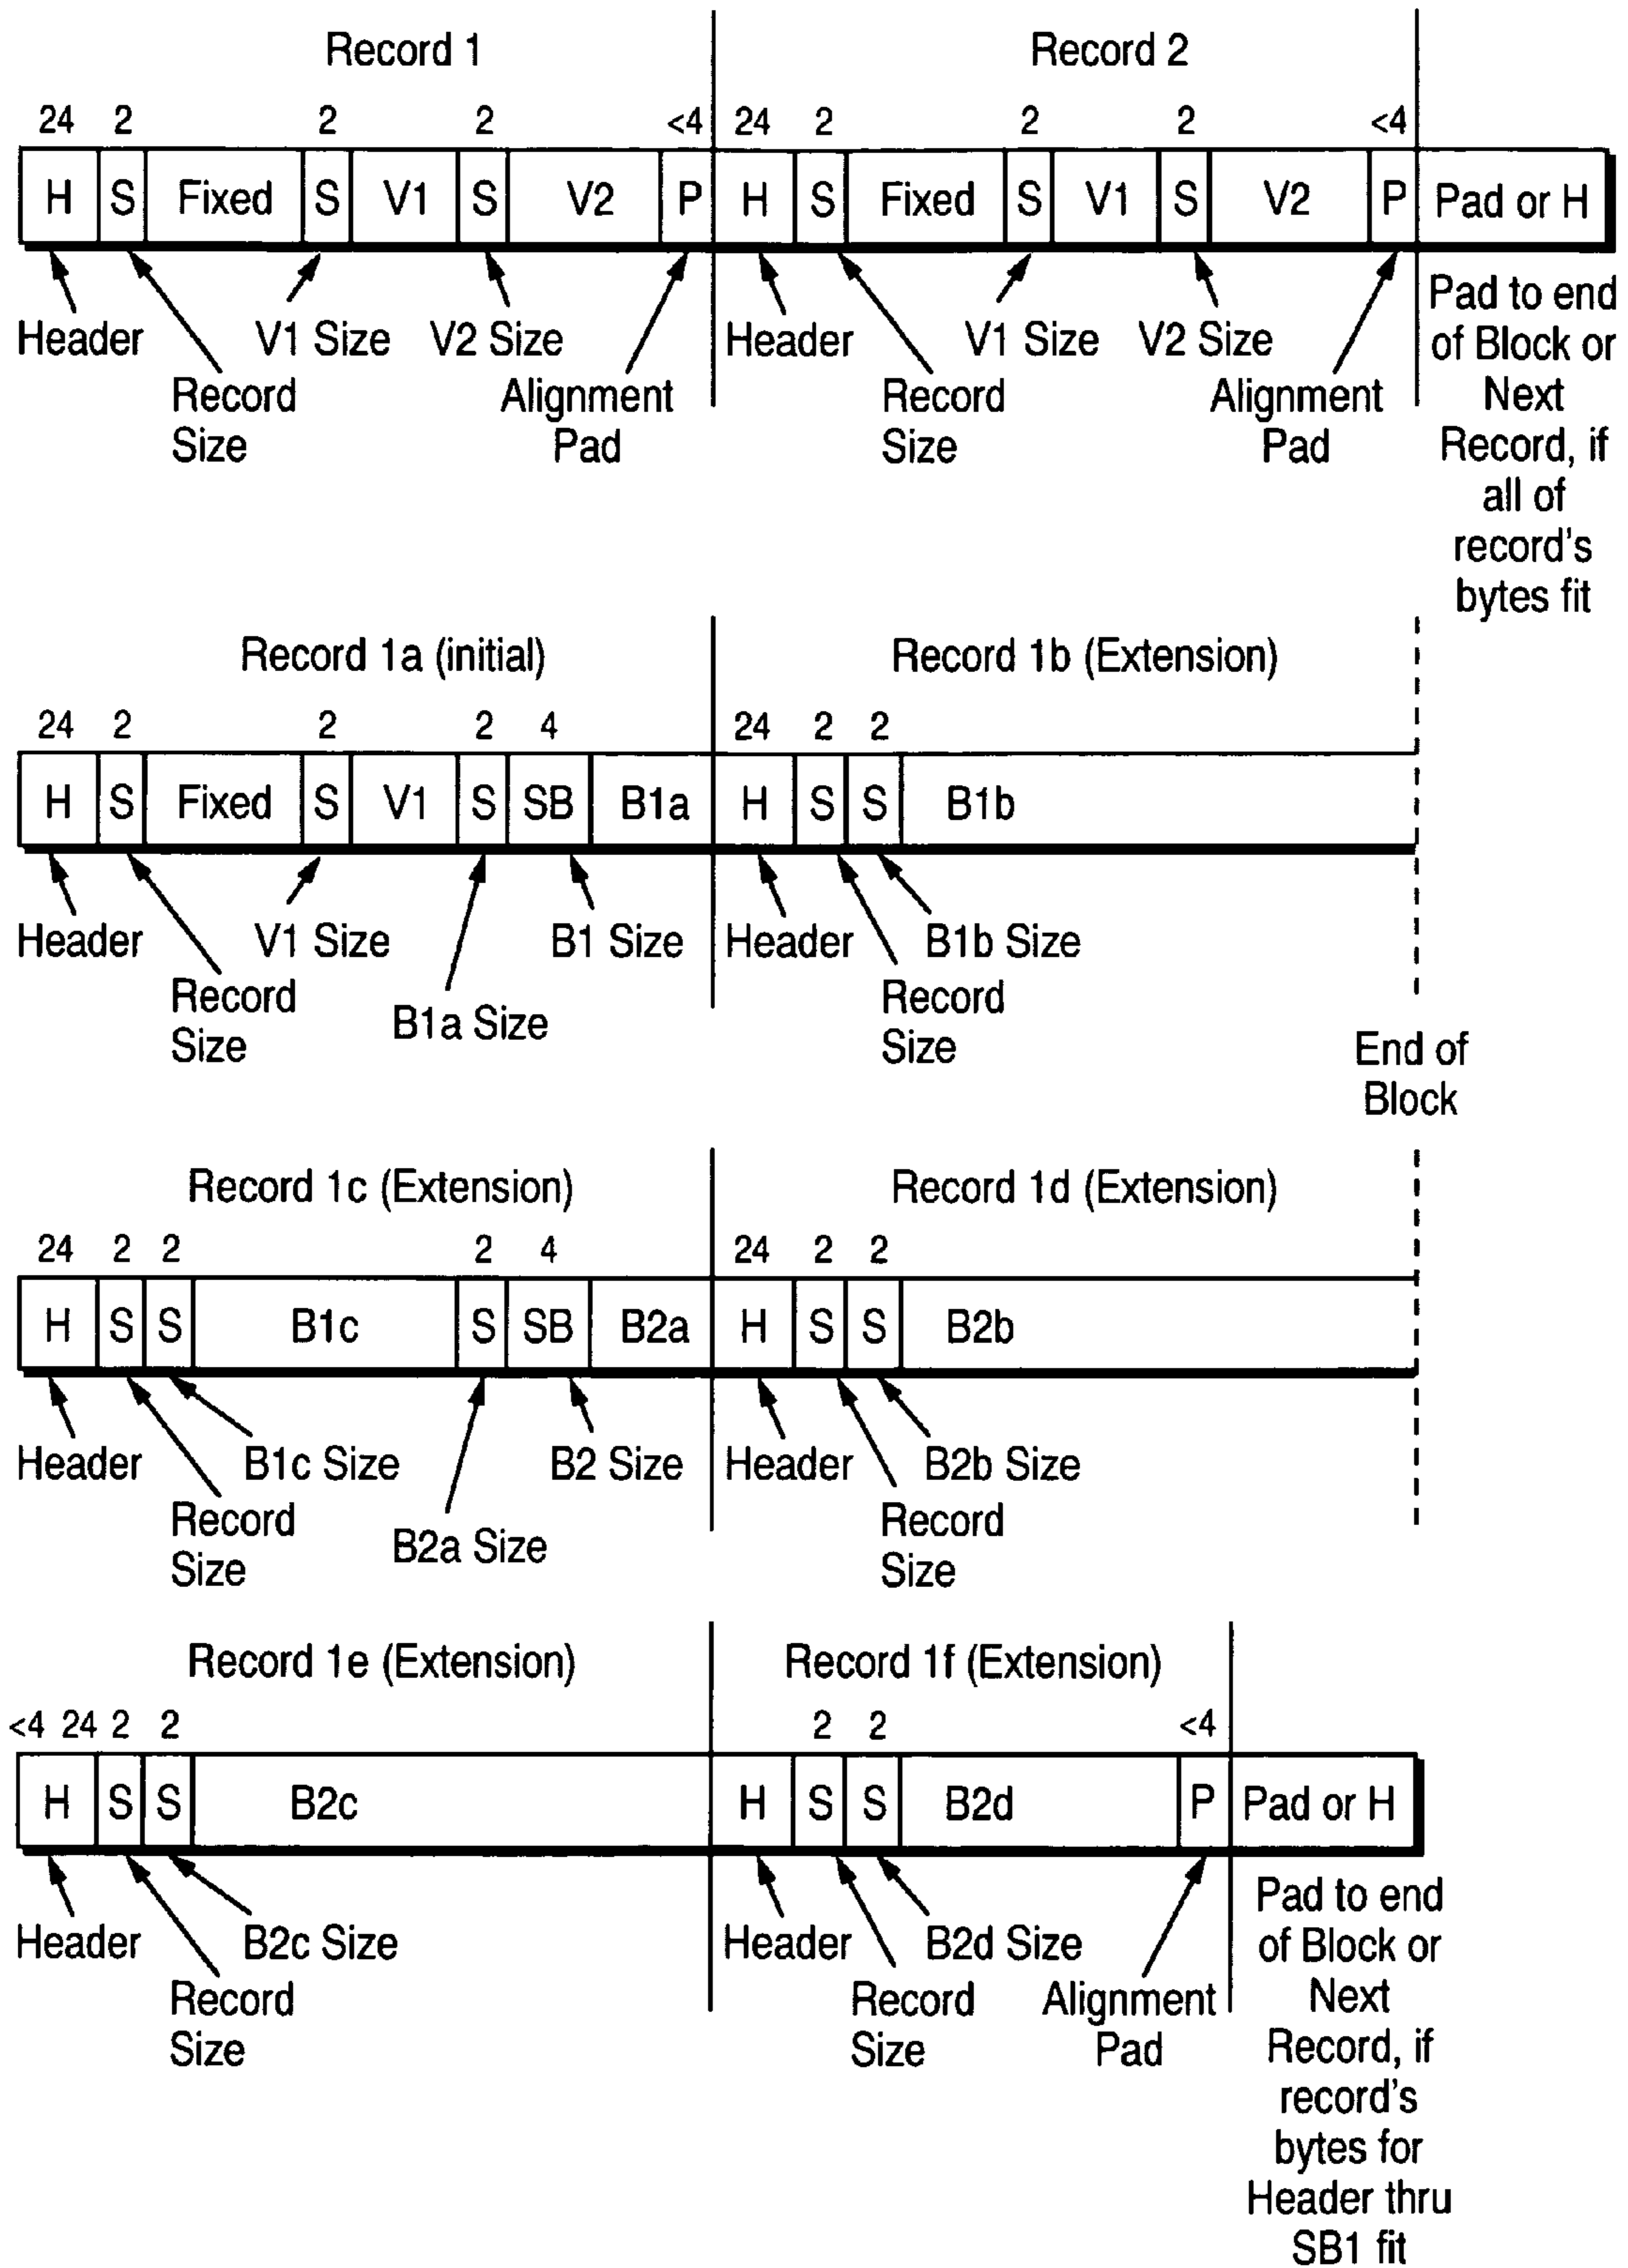 Record 1 Record 2
24 2 2 2 <4 24 2 2 2 <4
H S Fixed S V1 S V2 P H S Fixed S V1 S V2 P Pad or H
Header V1 Size V2 Size Header V1 Size V2 Size
Record Size
Alignment Pad
Record Size
Alignment Pad
Pad to end
of Block or
Next
Record, if
all of
record's
bytes fit
Record 1a (initial) Record 1b (Extension)
24 2 2 2 4 24 2 2
H S Fixed S V1 S SB B1a H S S B1b
Header V1 Size B1 Size Header B1b Size
Record Size
B1a Size
Record Size
End of
Block
Record 1c (Extension) Record 1d (Extension)
24 2 2 2 4 24 2 2
H S S B1c S SB B2a H S S B2b
Header B1c Size B2 Size Header B2b Size
Record Size
B2a Size
Record Size
Record 1e (Extension) Record 1f (Extension)
<4 24 2 2 2 2 <4
H S S B2c H S S B2d P Pad or H
Header B2c Size Header B2d Size
Record Size
Record Size
Alignment Pad
Pad to end
of Block or
Next
Record, if
record's
bytes for
Header thru
SB1 fit